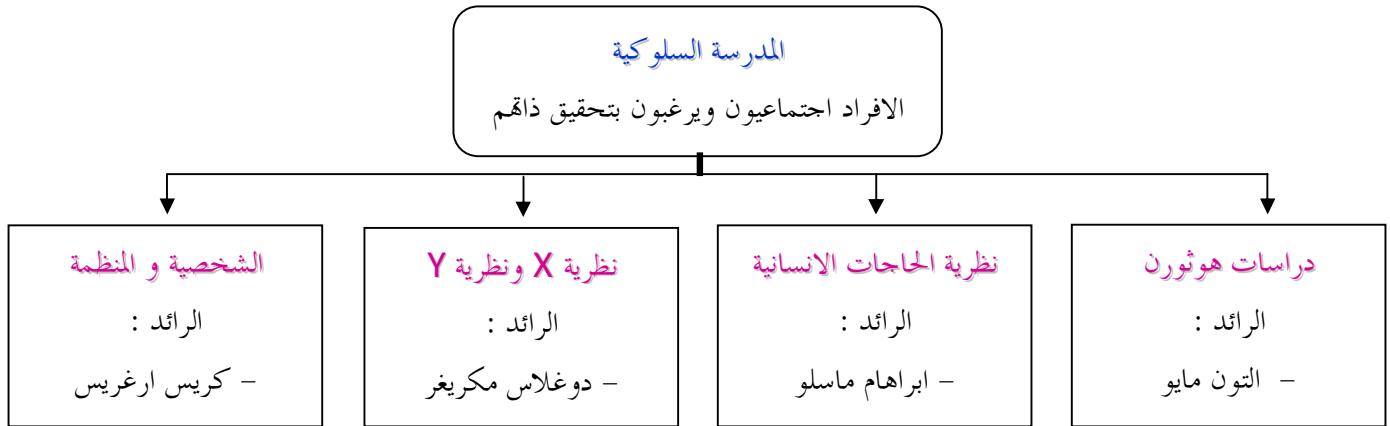 المدرسة السلوكية
الافراد اجتماعيون ويرغبون بتحقيق ذاتهم
دراسات هوثورن
الرائد :
– التون مايو
نظرية الحاجات الانسانية
الرائد :
– ابراهام ماسلو
نظرية X ونظرية Y
الرائد :
– دوغلاس مكريغر
الشخصية و المنظمة
الرائد :
– كريس ارغريس